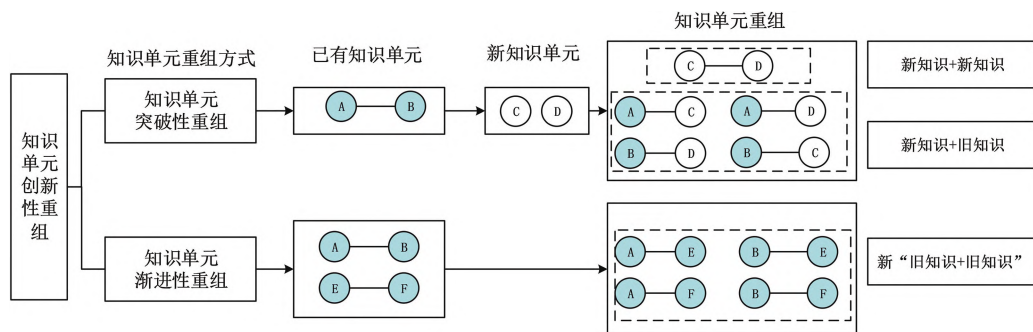 知识单元重组
知识单元重组方式
已有知识单元
新知识单元
知识
单元
创新
性重
组
知识单元
突破性重组
A
B
C
D
C
D
A
C
A
D
B
D
B
C
新知识+新知识
新知识+旧知识
知识单元
渐进性重组
A
B
E
F
A
E
B
E
A
F
B
F
新“旧知识+旧知识”